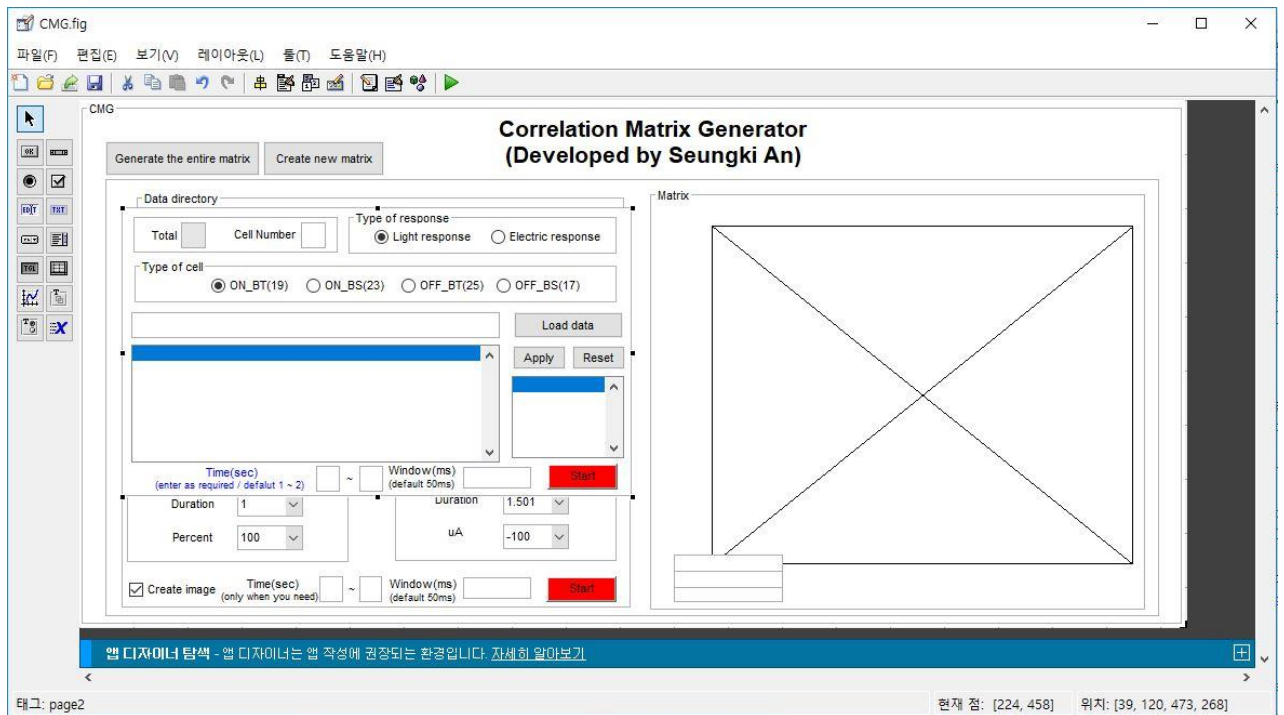 CMG.fig
파일(F) 편집(E) 보기(V) 레이아웃(L) 툴(T) 도움말(H)
CMG
Correlation Matrix Generator
(Developed by Seungki An)
Generate the entire matrix Create new matrix
Data directory
Matrix
Total Cell Number
Type of response
Light response Electric response
Type of cell
ON_BT(19) ON_BS(23) OFF_BT(25) OFF_BS(17)
Load data
Apply Reset
Time(sec)
(enter as required / defalut 1 ~ 2)
~
Window(ms)
(default 50ms)
Start
Duration 1
Duration 1.501
Percent 100
uA -100
Create image
Time(sec)
(only when you need)
~
Window(ms)
(default 50ms)
Start
앱 디자이너 탐색 - 앱 디자이너는 앱 작성에 권장되는 환경입니다. 자세히 알아보기
태그: page2 현재 점: [224, 458] 위치: [39, 120, 473, 268]